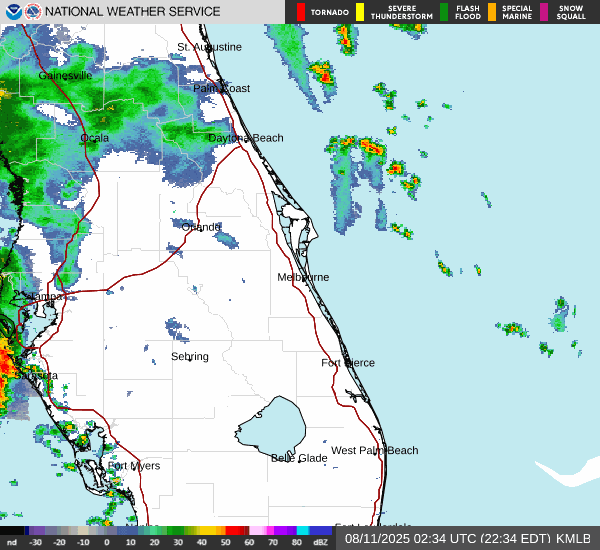 NATIONAL WEATHER SERVICE
TORNADO
SEVERE THUNDERSTORM
FLASH FLOOD
SPECIAL MARINE
SNOW SQUALL
St. Augustine
Gainesville
Palm Coast
Ocala
Daytona Beach
Orlando
Melbourne
Tampa
Sebring
Fort Pierce
Sarasota
West Palm Beach
Belle Glade
Fort Myers
nd -30 -20 -10 0 10 20 30 40 50 60 70 80 dBZ
08/11/2025 02:34 UTC (22:34 EDT) KMLB